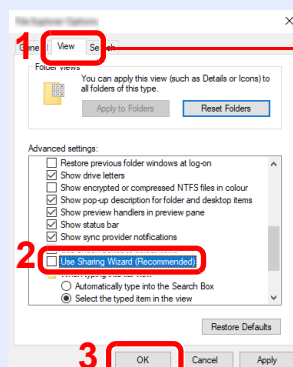 File Explorer Options
1
General View Search
Folder views
You can apply this view (such as Details or Icons) to
all folders of this type.
Apply to Folders Reset Folders
Advanced settings:
Restore previous folder windows at log-on
Show drive letters
Show encrypted or compressed NTFS files in colour
Show pop-up description for folder and desktop items
Show preview handlers in preview pane
Show status bar
Show sync provider notifications
2
Use Sharing Wizard (Recommended)
When typing into list view
Automatically type into the Search Box
Select the typed item in the view
Restore Defaults
3
OK Cancel Apply